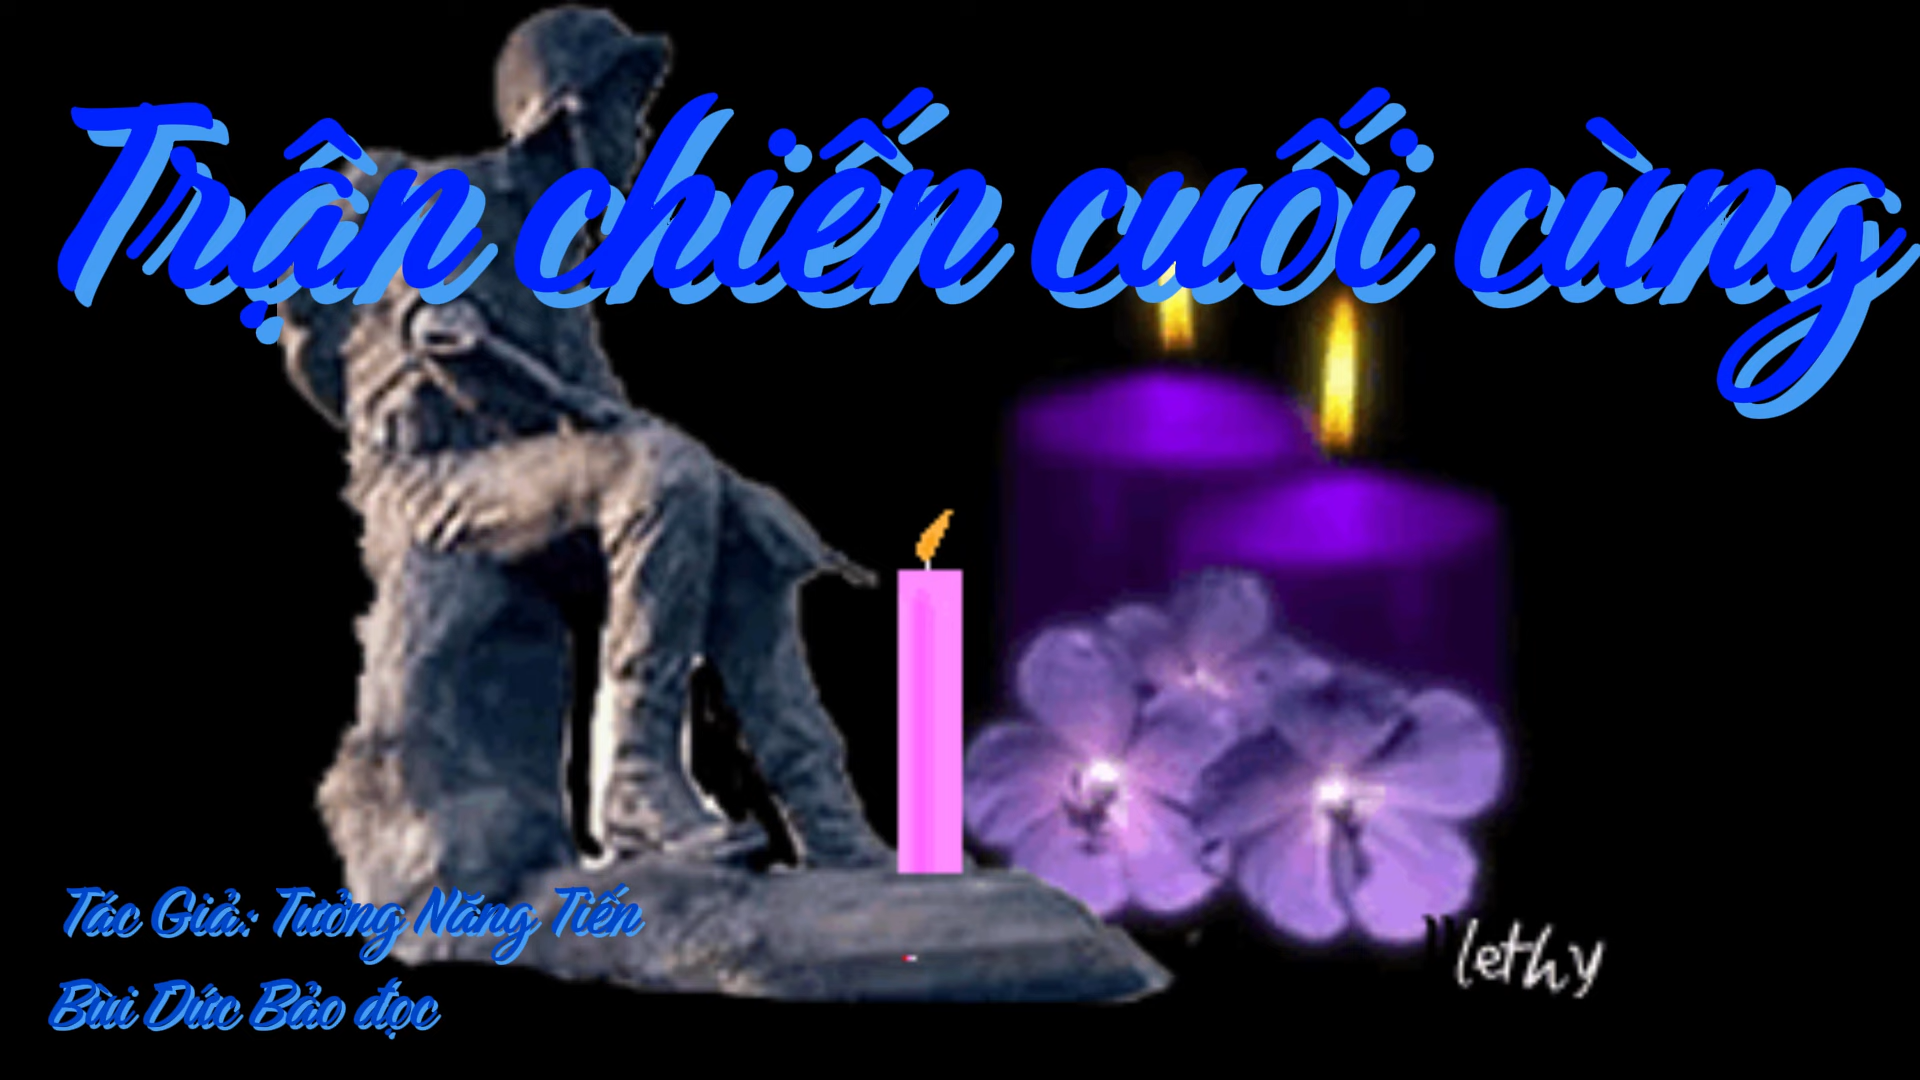 Trận chiến cuối cùng
Tác Giả: Tưởng Năng Tiến
Bùi Đức Bảo đọc
"lethy